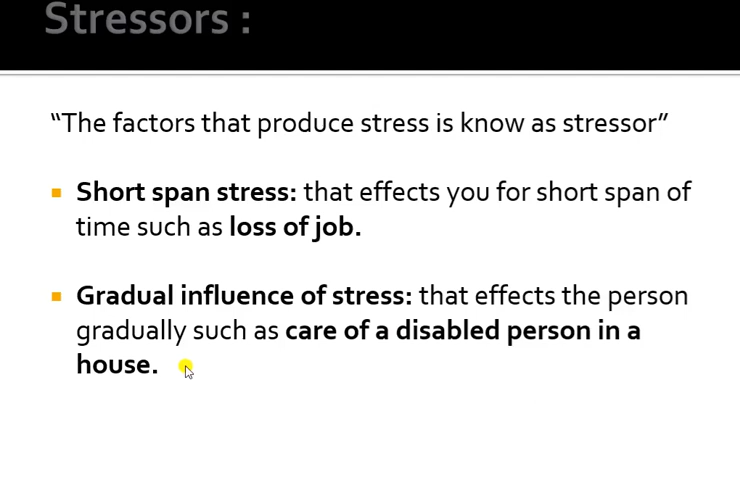 Stressors :
“The factors that produce stress is know as stressor”
Short span stress: that effects you for short span of
time such as loss of job.
Gradual influence of stress: that effects the person
gradually such as care of a disabled person in a
house.